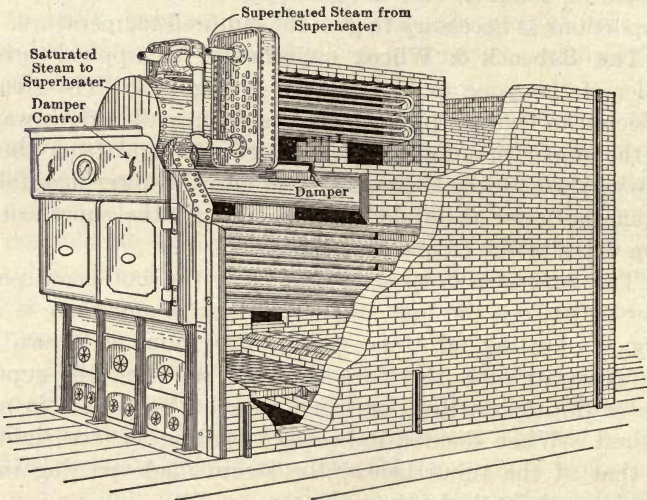 Superheated Steam from
Superheater
Saturated
Steam to
Superheater
Damper
Control
Damper